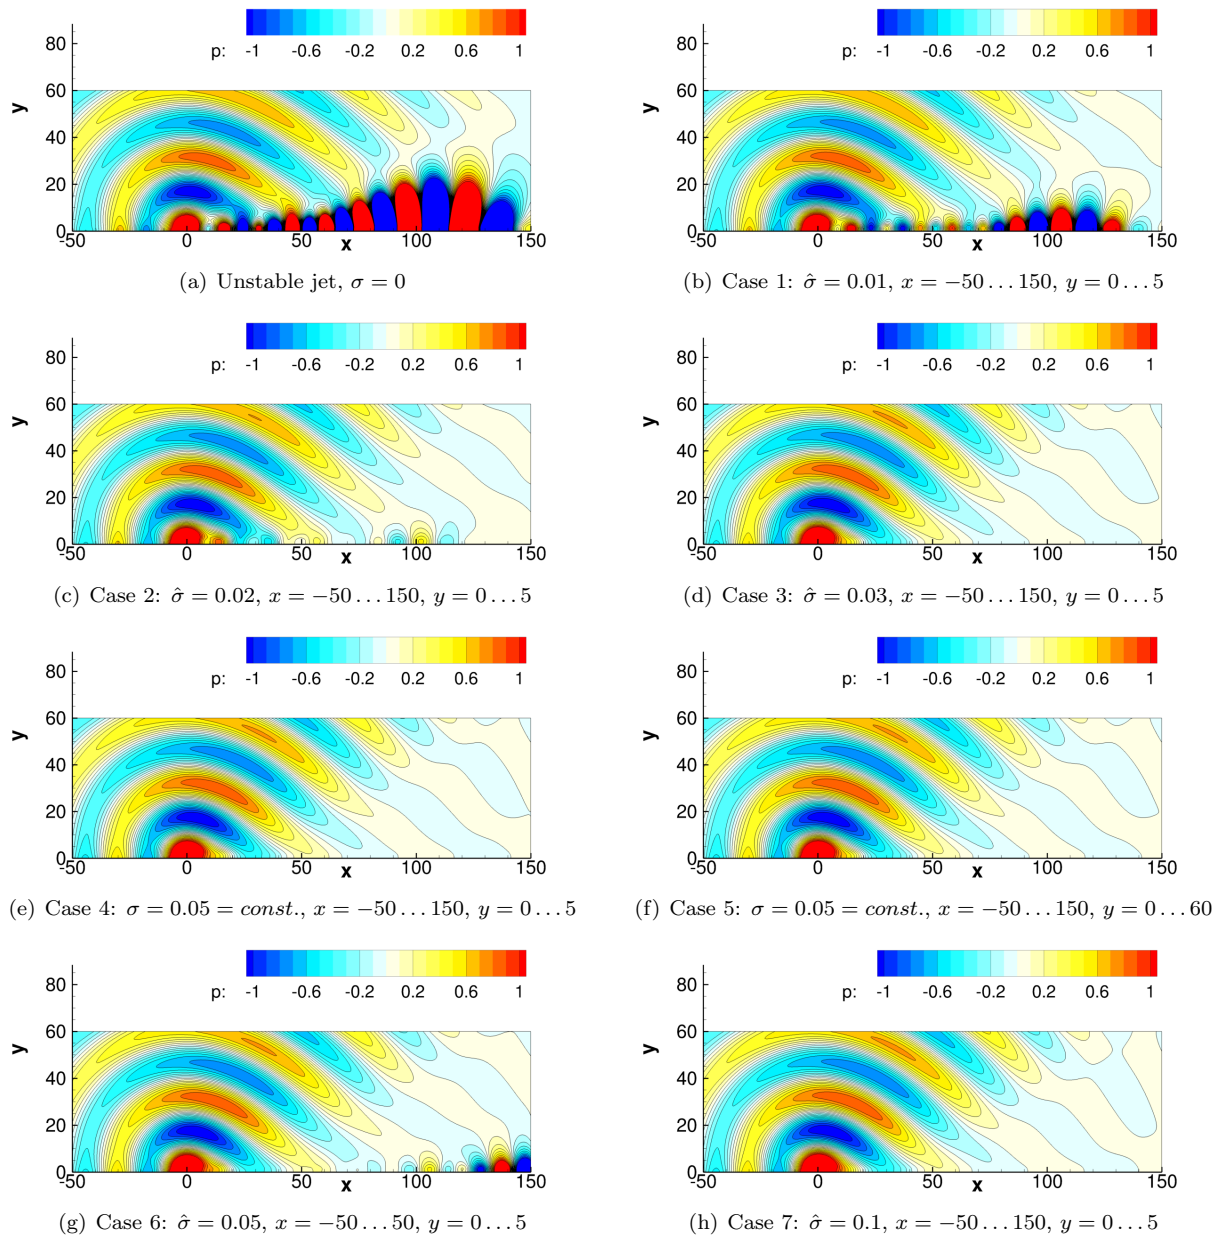 p: -1 -0.6 -0.2 0.2 0.6 1
p: -1 -0.6 -0.2 0.2 0.6 1
y 80 60 40 20 0
y 80 60 40 20 0
-50 0 50 x 100 150
-50 0 50 x 100 150
(a) Unstable jet, σ = 0
(b) Case 1: σ̂ = 0.01, x = −50 . . . 150, y = 0 . . . 5
p: -1 -0.6 -0.2 0.2 0.6 1
p: -1 -0.6 -0.2 0.2 0.6 1
y 80 60 40 20 0
y 80 60 40 20 0
-50 0 50 x 100 150
-50 0 50 x 100 150
(c) Case 2: σ̂ = 0.02, x = −50 . . . 150, y = 0 . . . 5
(d) Case 3: σ̂ = 0.03, x = −50 . . . 150, y = 0 . . . 5
p: -1 -0.6 -0.2 0.2 0.6 1
p: -1 -0.6 -0.2 0.2 0.6 1
y 80 60 40 20 0
y 80 60 40 20 0
-50 0 50 x 100 150
-50 0 50 x 100 150
(e) Case 4: σ = 0.05 = const., x = −50 . . . 150, y = 0 . . . 5
(f) Case 5: σ = 0.05 = const., x = −50 . . . 150, y = 0 . . . 60
p: -1 -0.6 -0.2 0.2 0.6 1
p: -1 -0.6 -0.2 0.2 0.6 1
y 80 60 40 20 0
y 80 60 40 20 0
-50 0 50 x 100 150
-50 0 50 x 100 150
(g) Case 6: σ̂ = 0.05, x = −50 . . . 50, y = 0 . . . 5
(h) Case 7: σ̂ = 0.1, x = −50 . . . 150, y = 0 . . . 5